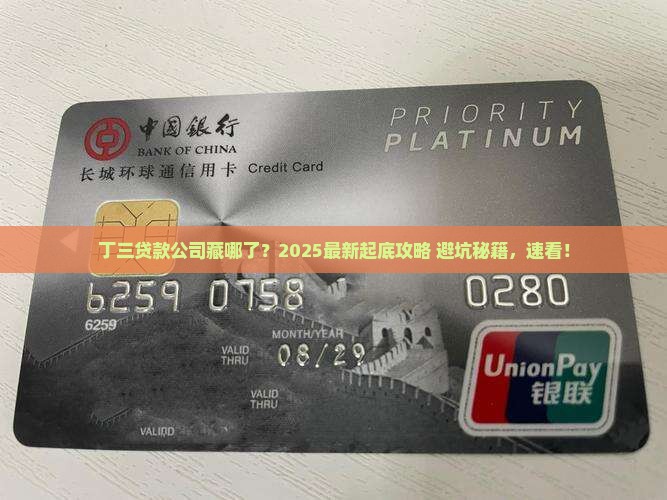 中国银行
BANK OF CHINA
长城环球通信用卡 Credit Card
PRIORITY
PLATINUM
丁三贷款公司藏哪了？2025最新起底攻略 避坑秘籍，速看！
6259 0758 0280
6259
MONTH/YEAR
VALID
THRU
08/29
VALID
THRU
UnionPay
银联